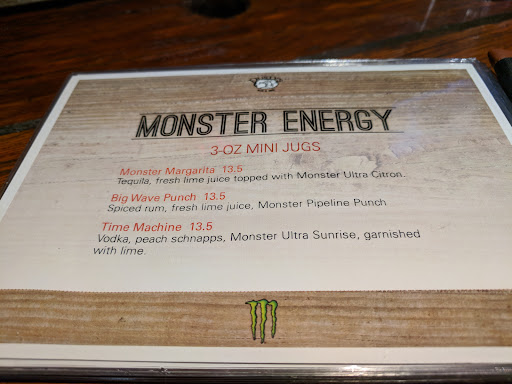 MONSTER ENERGY
3-OZ MINI JUGS
Monster Margarita 13.5
Tequila, fresh lime juice topped with Monster Ultra Citron.
Big Wave Punch 13.5
Spiced rum, fresh lime juice, Monster Pipeline Punch
Time Machine 13.5
Vodka, peach schnapps, Monster Ultra Sunrise, garnished
with lime.